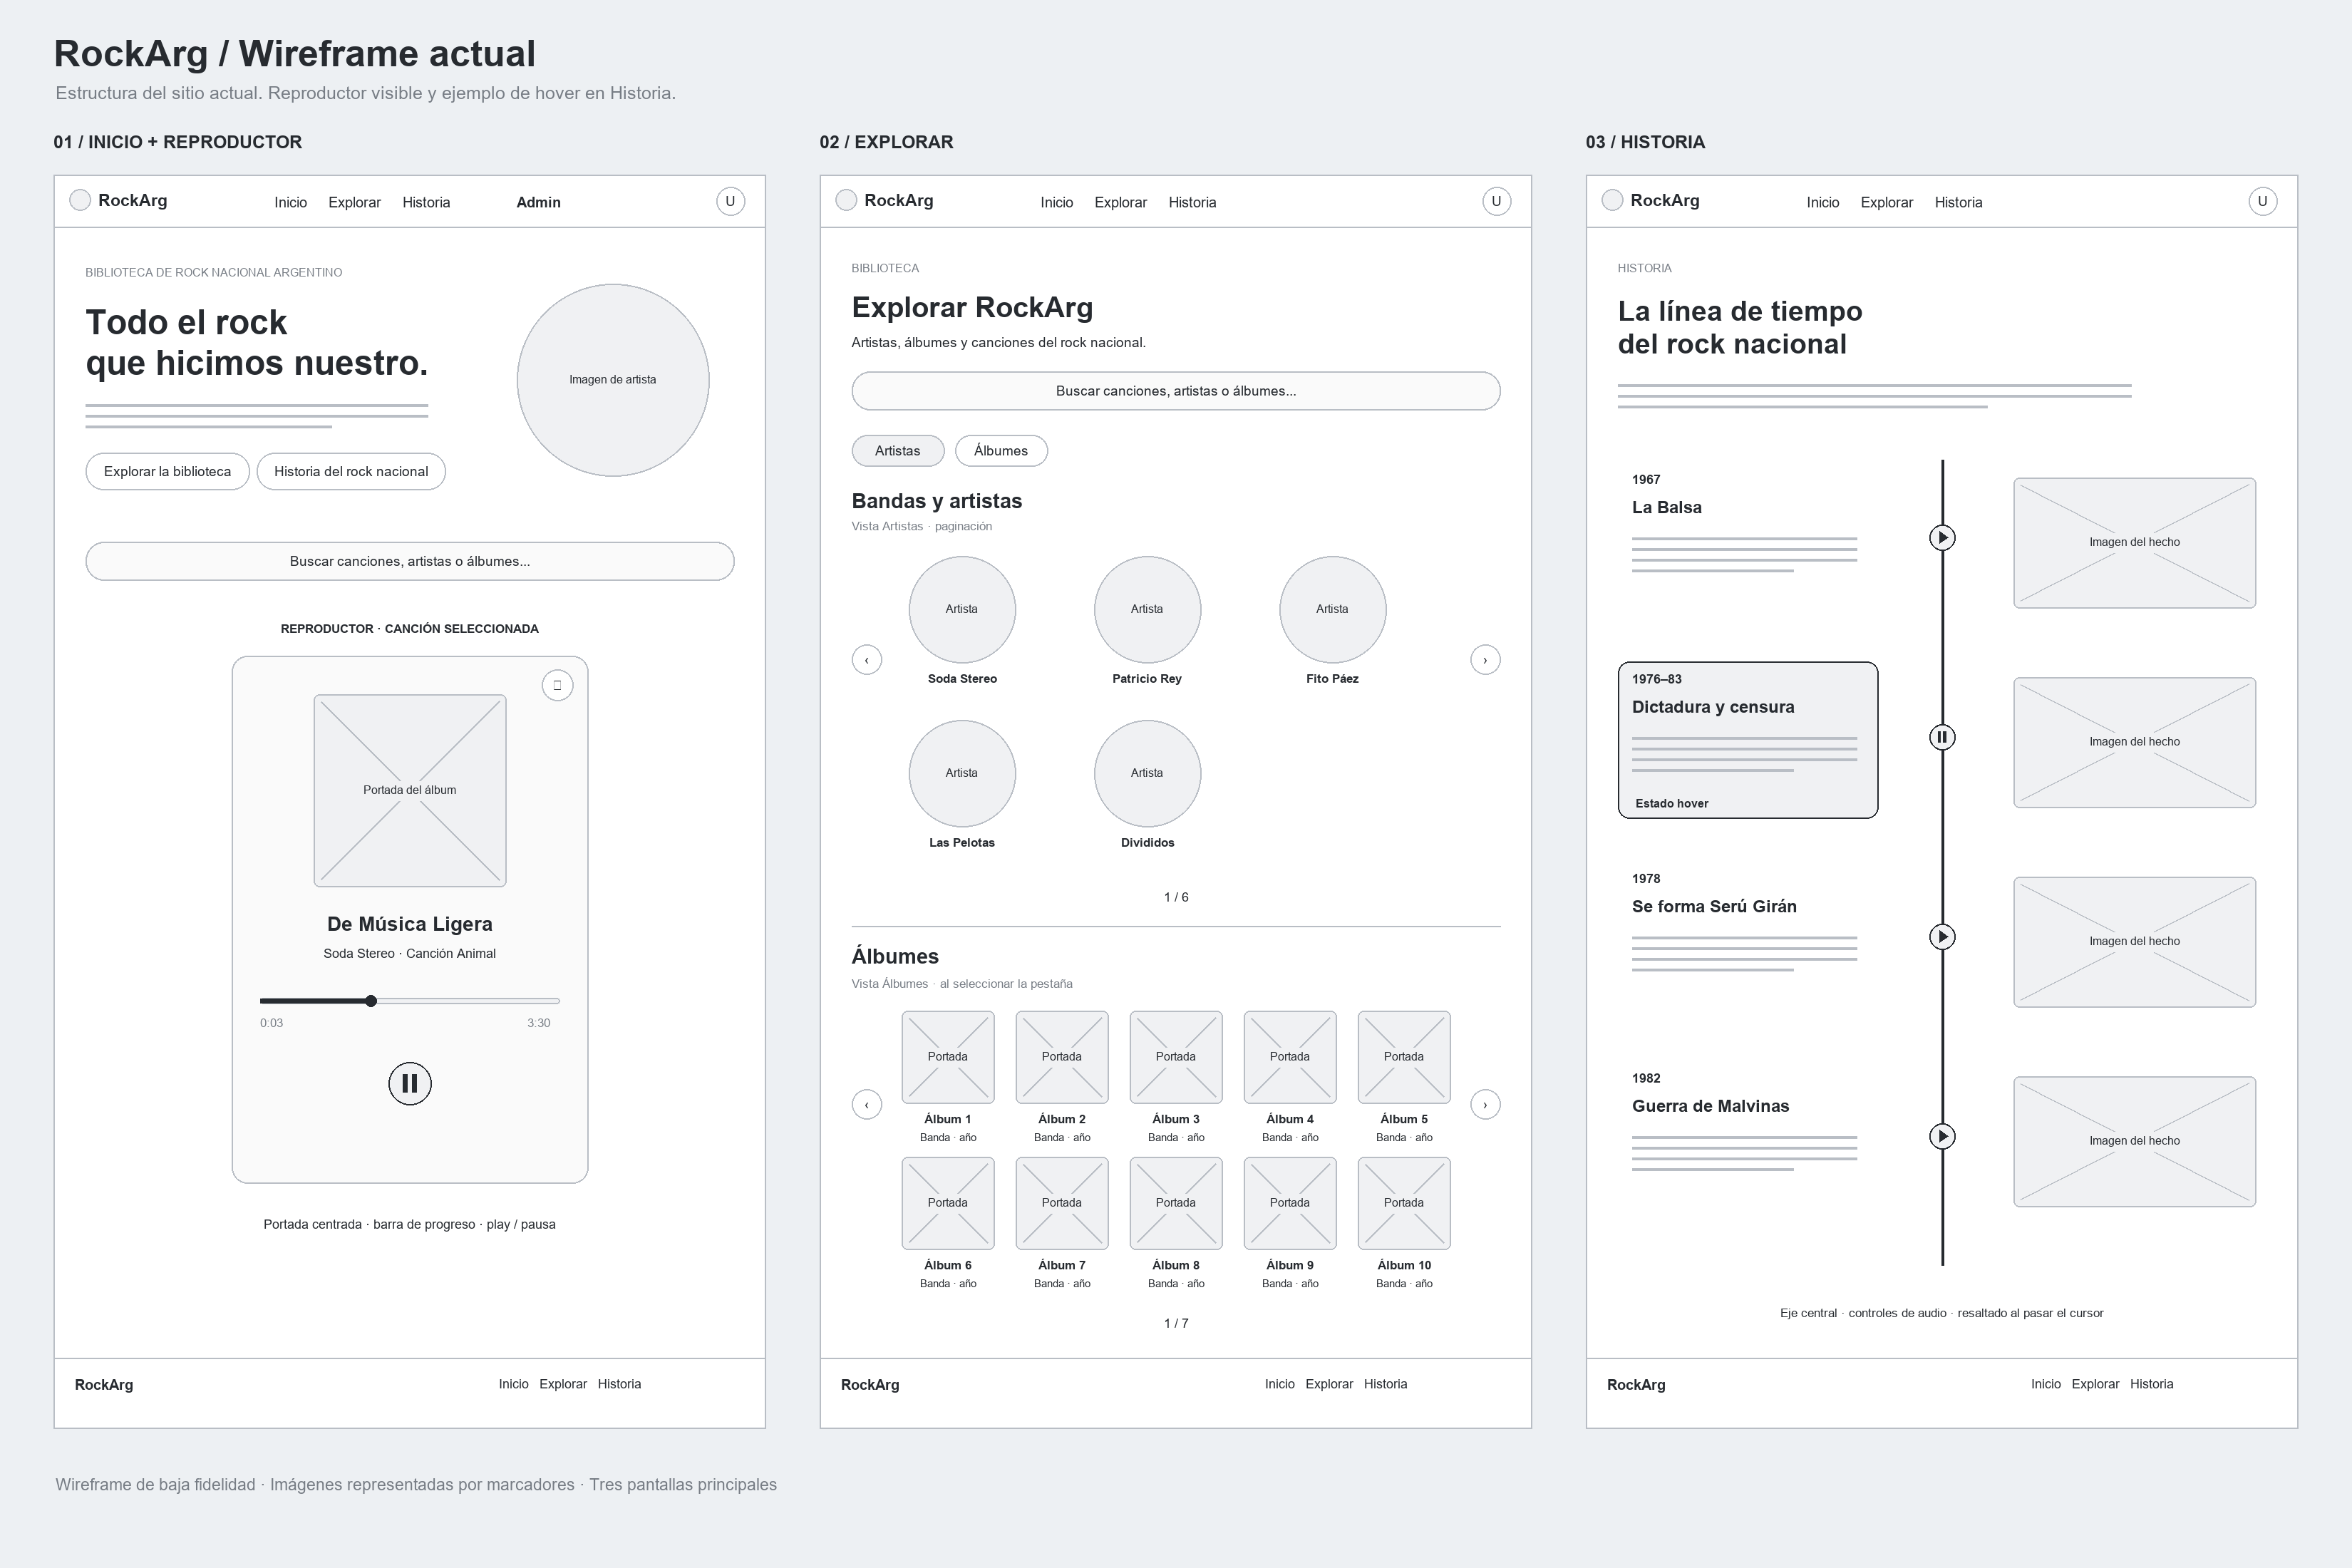 RockArg / Wireframe actual
Estructura del sitio actual. Reproductor visible y ejemplo de hover en Historia.
01 / INICIO + REPRODUCTOR
RockArg
Inicio Explorar Historia Admin
U
BIBLIOTECA DE ROCK NACIONAL ARGENTINO
Todo el rock
que hicimos nuestro.
Imagen de artista
Explorar la biblioteca
Historia del rock nacional
Buscar canciones, artistas o álbumes...
REPRODUCTOR · CANCIÓN SELECCIONADA
Portada del álbum
De Música Ligera
Soda Stereo · Canción Animal
0:03
3:30
Portada centrada · barra de progreso · play / pausa
RockArg
Inicio Explorar Historia
02 / EXPLORAR
RockArg
Inicio Explorar Historia
U
BIBLIOTECA
Explorar RockArg
Artistas, álbumes y canciones del rock nacional.
Buscar canciones, artistas o álbumes...
Artistas
Álbumes
Bandas y artistas
Vista Artistas · paginación
Artista
Artista
Artista
‹
›
Soda Stereo
Patricio Rey
Fito Páez
Artista
Artista
Las Pelotas
Divididos
1 / 6
Álbumes
Vista Álbumes · al seleccionar la pestaña
Portada
Portada
Portada
Portada
Portada
‹
›
Álbum 1
Álbum 2
Álbum 3
Álbum 4
Álbum 5
Banda · año
Banda · año
Banda · año
Banda · año
Banda · año
Portada
Portada
Portada
Portada
Portada
Álbum 6
Álbum 7
Álbum 8
Álbum 9
Álbum 10
Banda · año
Banda · año
Banda · año
Banda · año
Banda · año
1 / 7
RockArg
Inicio Explorar Historia
03 / HISTORIA
RockArg
Inicio Explorar Historia
U
HISTORIA
La línea de tiempo
del rock nacional
1967
La Balsa
Imagen del hecho
1976–83
Dictadura y censura
Imagen del hecho
Estado hover
1978
Se forma Serú Girán
Imagen del hecho
1982
Guerra de Malvinas
Imagen del hecho
Eje central · controles de audio · resaltado al pasar el cursor
RockArg
Inicio Explorar Historia
Wireframe de baja fidelidad · Imágenes representadas por marcadores · Tres pantallas principales